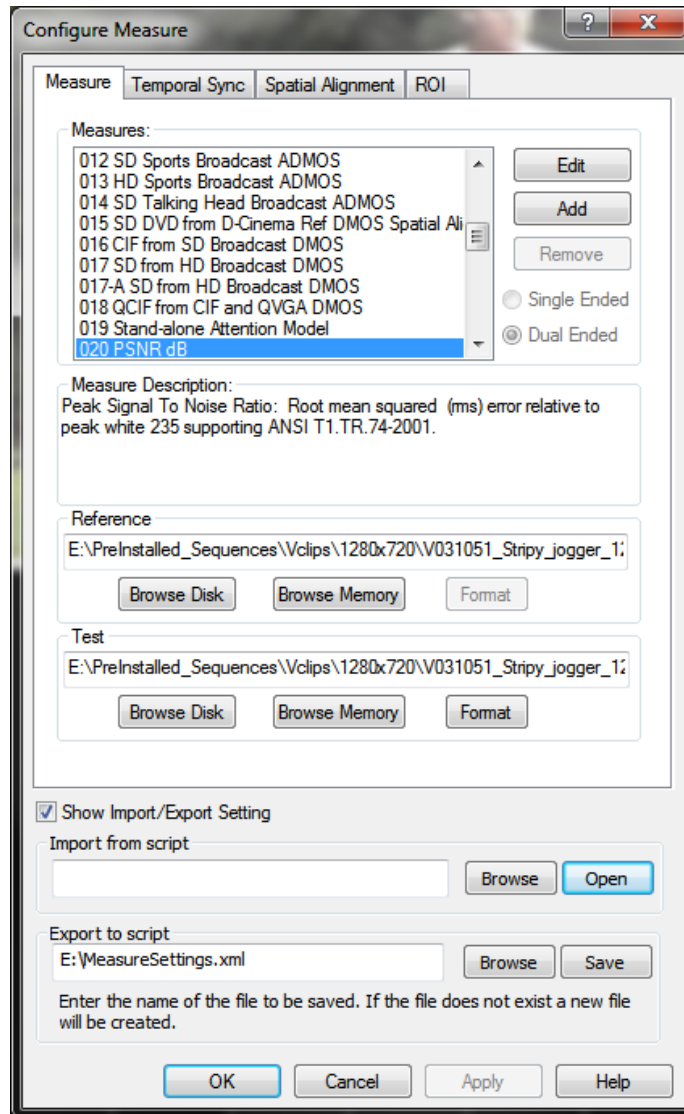 Configure Measure
?
X
Measure
Temporal Sync
Spatial Alignment
ROI
Measures:
012 SD Sports Broadcast ADMOS
013 HD Sports Broadcast ADMOS
014 SD Talking Head Broadcast ADMOS
015 SD DVD from D-Cinema Ref DMOS Spatial Ali
016 CIF from SD Broadcast DMOS
017 SD from HD Broadcast DMOS
017-A SD from HD Broadcast DMOS
018 QCIF from CIF and QVGA DMOS
019 Stand-alone Attention Model
020 PSNR dB
Edit
Add
Remove
Single Ended
Dual Ended
Measure Description:
Peak Signal To Noise Ratio: Root mean squared (rms) error relative to
peak white 235 supporting ANSI T1.TR.74-2001.
Reference
E:\PreInstalled_Sequences\Vclips\1280x720\V031051_Stripy_jogger_12
Browse Disk
Browse Memory
Format
Test
E:\PreInstalled_Sequences\Vclips\1280x720\V031051_Stripy_jogger_12
Browse Disk
Browse Memory
Format
Show Import/Export Setting
Import from script
Browse
Open
Export to script
E:\MeasureSettings.xml
Browse
Save
Enter the name of the file to be saved. If the file does not exist a new file
will be created.
OK
Cancel
Apply
Help